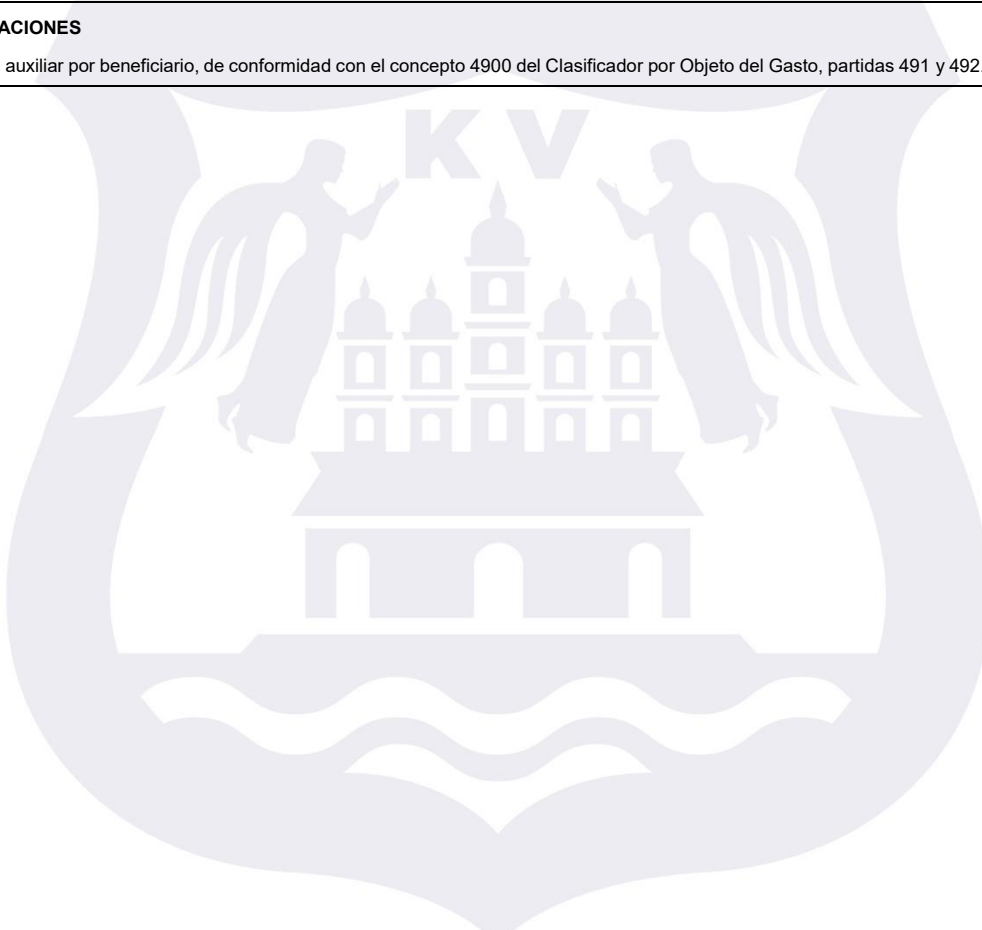 ACIONES
auxiliar por beneficiario, de conformidad con el concepto 4900 del Clasificador por Objeto del Gasto, partidas 491 y 492.
K V